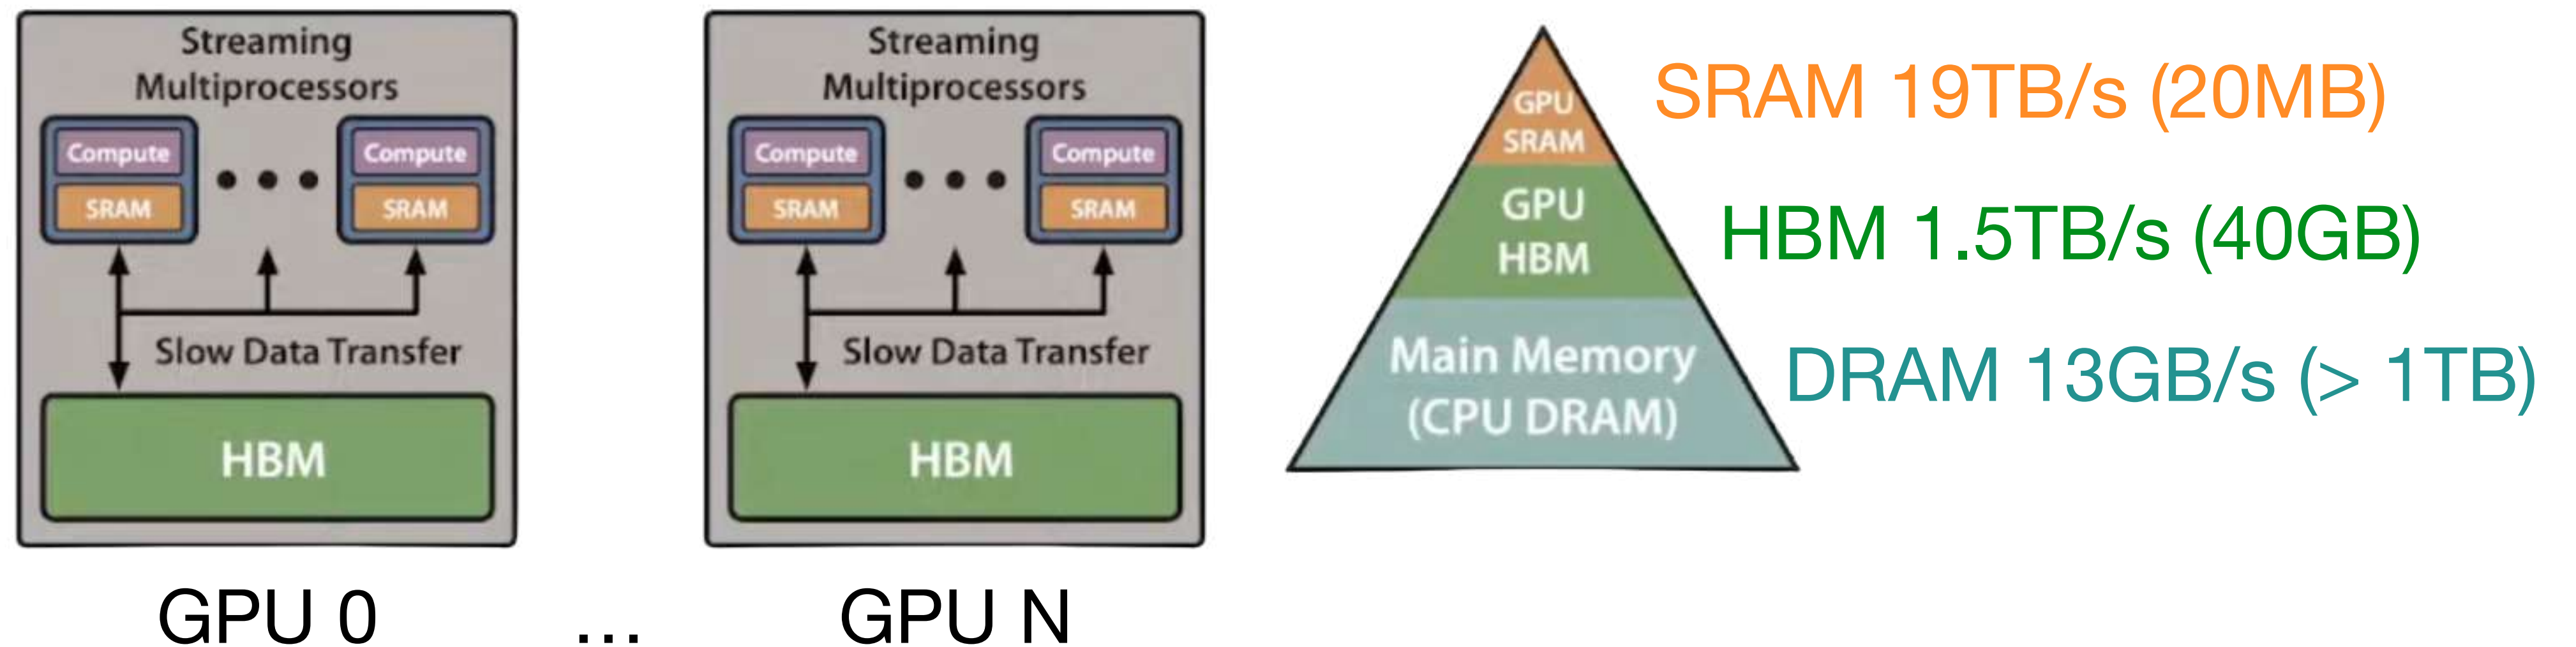 Streaming
Multiprocessors
Compute
SRAM
Compute
SRAM
Slow Data Transfer
HBM
GPU 0
...
Streaming
Multiprocessors
Compute
SRAM
Compute
SRAM
Slow Data Transfer
HBM
GPU N
GPU
SRAM
GPU
HBM
Main Memory
(CPU DRAM)
SRAM 19TB/s (20MB)
HBM 1.5TB/s (40GB)
DRAM 13GB/s (> 1TB)